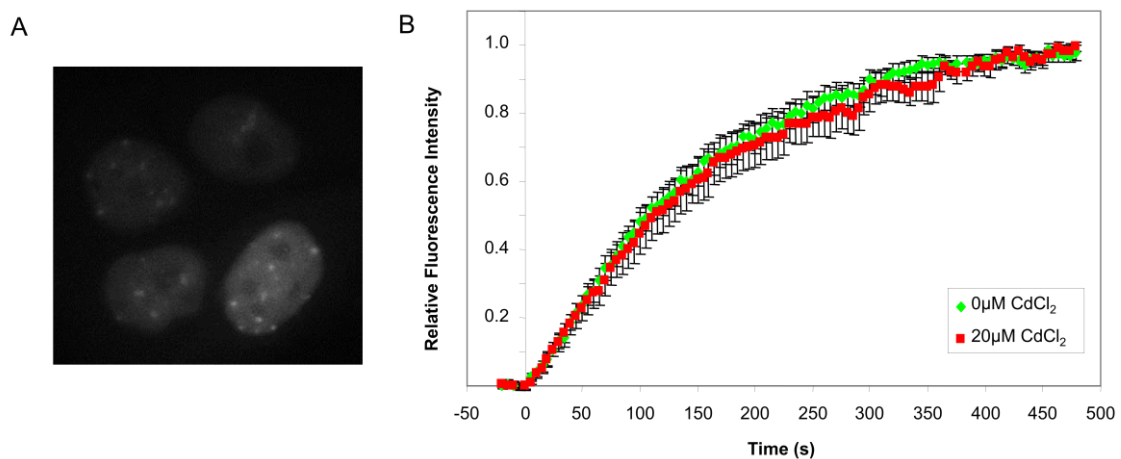 A
B
Relative Fluorescence Intensity
1.0
0.8
0.6
0.4
0.2
-50 0 50 100 150 200 250 300 350 400 450 500
Time (s)
0µM CdCl₂
20µM CdCl₂